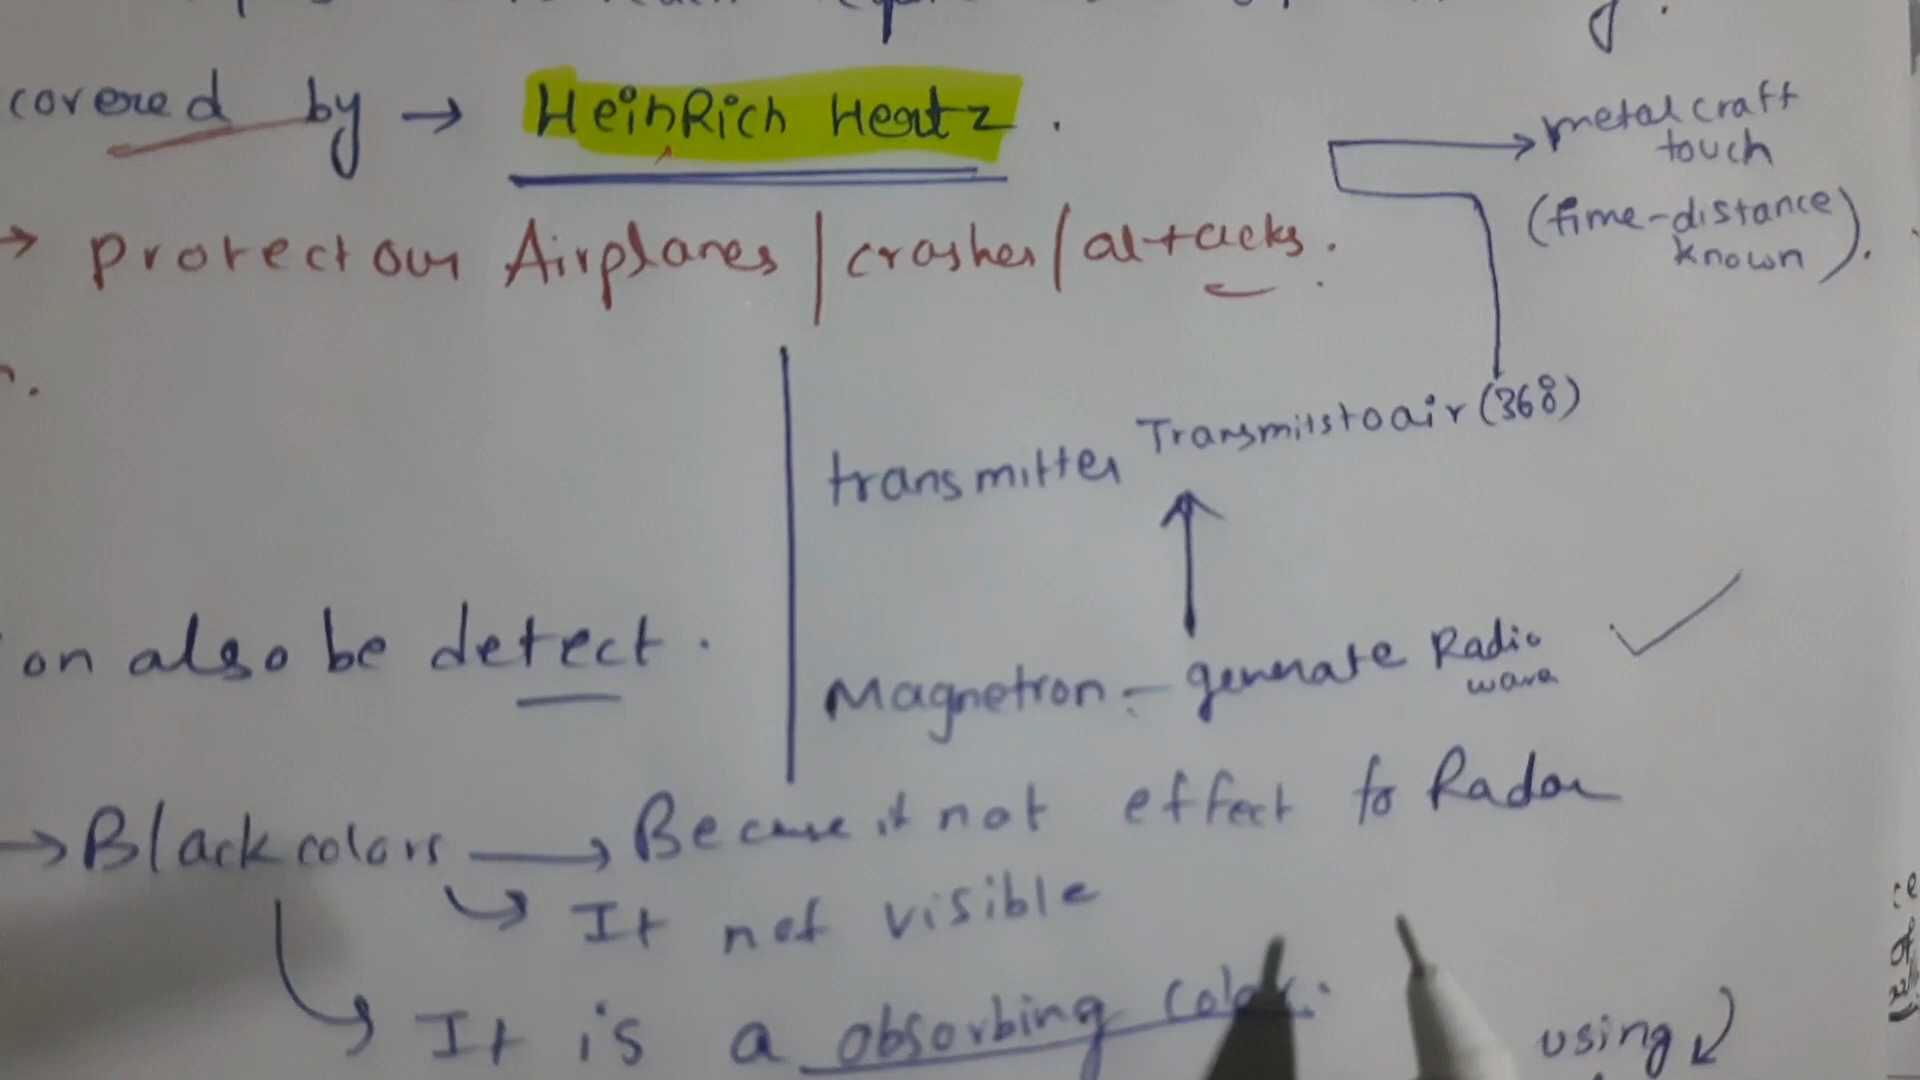 covered by → HeinRich Heartz.
→ Protect our Airplanes / crashes / attacks.
metal craft
touch
(time-distance
known).
Transmits to air (360)
transmitter
on also be detect.
Magnetron :- generate Radio
wave
→ Black colors → Because it not effect to Radar
↳ It not visible
↳ It is a absorbing color.
using